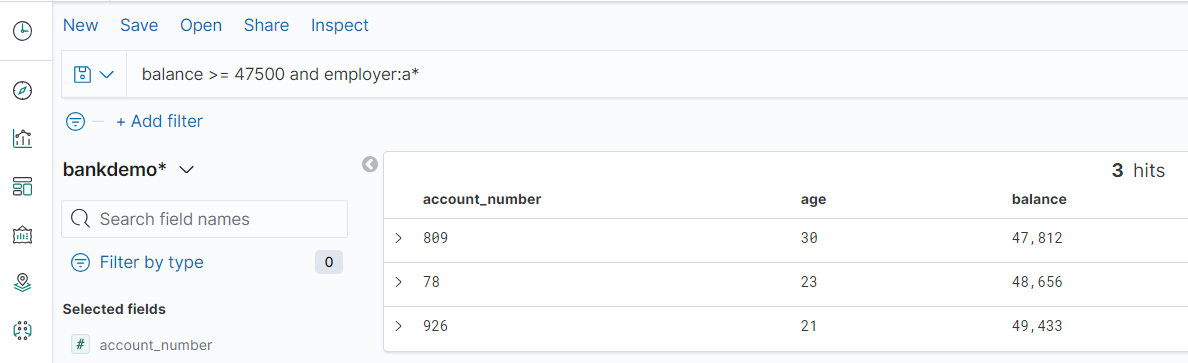 New Save Open Share Inspect
balance >= 47500 and employer:a*
+ Add filter
bankdemo*
Search field names
Filter by type 0
Selected fields
# account_number
3 hits
account_number age balance
809 30 47,812
78 23 48,656
926 21 49,433